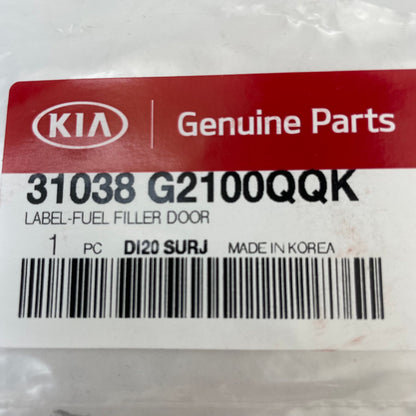 KIA Genuine Parts
31038 G2100QQK
LABEL-FUEL FILLER DOOR
1 PC DI20 SURJ MADE IN KOREA